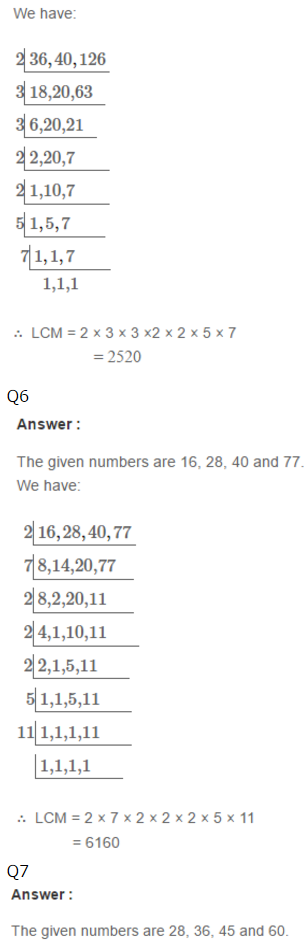 We have:
2 36, 40, 126
3 18,20,63
3 6,20,21
2 2,20,7
2 1,10,7
5 1, 5, 7
7 1, 1, 7
1,1,1
∴ LCM = 2 × 3 × 3 ×2 × 2 × 5 × 7
= 2520
Q6
Answer :
The given numbers are 16, 28, 40 and 77.
We have:
2 16, 28, 40, 77
7 8,14,20,77
2 8,2,20,11
2 4,1,10,11
2 2,1,5,11
5 1,1,5,11
11 1,1,1,11
1,1,1,1
∴ LCM = 2 × 7 × 2 × 2 × 2 × 5 × 11
= 6160
Q7
Answer :
The given numbers are 28, 36, 45 and 60.